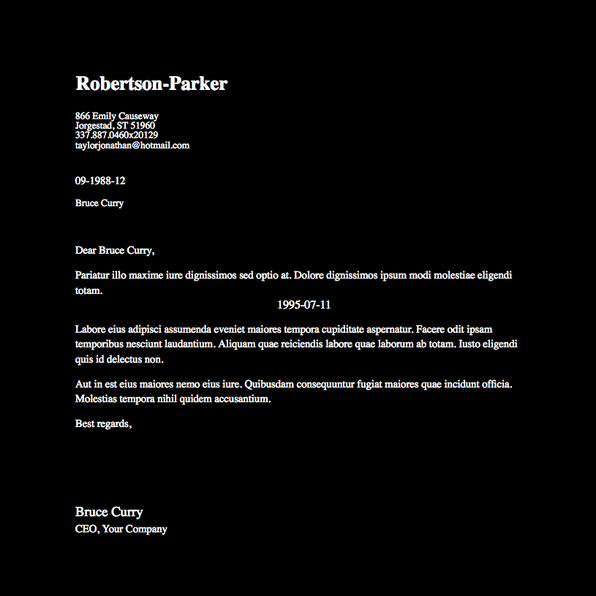 Robertson-Parker
866 Emily Causeway
Jorgestad, ST 51960
337.887.0460x20129
taylorjonathan@hotmail.com
09-1988-12
Bruce Curry
Dear Bruce Curry,
Pariatur illo maxime iure dignissimos sed optio at. Dolore dignissimos ipsum modi molestiae eligendi
totam.
1995-07-11
Labore eius adipisci assumenda eveniet maiores tempora cupiditate aspernatur. Facere odit ipsam
temporibus nesciunt laudantium. Aliquam quae reiciendis labore quae laborum ab totam. Iusto eligendi
quis id delectus non.
Aut in est eius maiores nemo eius iure. Quibusdam consequuntur fugiat maiores quae incidunt officia.
Molestias tempora nihil quidem accusantium.
Best regards,
Bruce Curry
CEO, Your Company